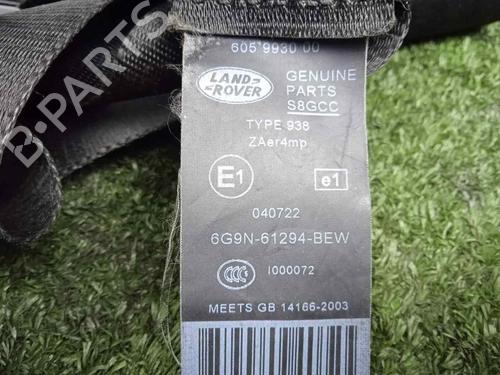 605 9930 00
LAND ROVER
GENUINE
PARTS
S8GCC
TYPE 938
ZAer4mp
E1
e1
040722
6G9N-61294-BEW
CCC
I000072
MEETS GB 14166-2003